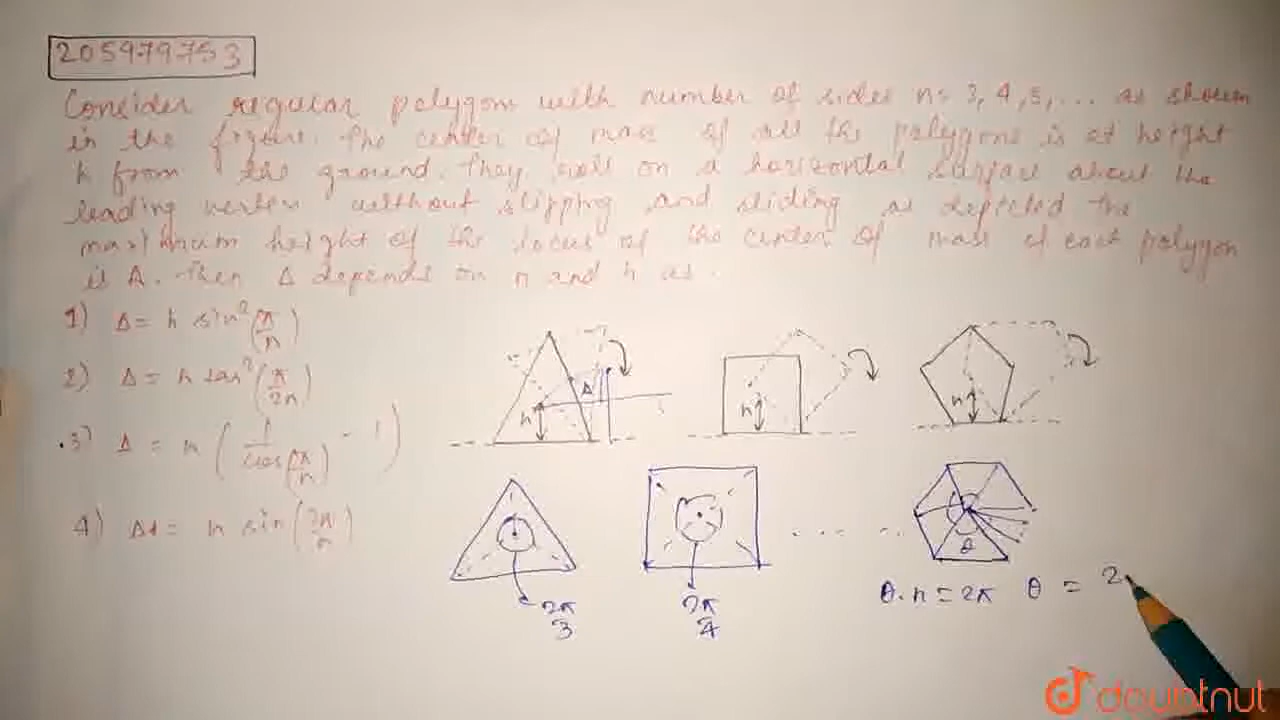 205979753
Consider regular polygom with number of sides n= 3, 4, 5, ... as shown
in the figure. The center of mass of all the polygons is at height
h from the ground. They roll on a horizontal surface about the
leading vertex without slipping and sliding as depicted the
maximum height of the locus of the center of mass of each polygon
is Δ. Then Δ depends on n and h as.
1) Δ = h sin²(π/n)
2) Δ = h tan²(π/2n)
3) Δ = h (1/cos(π/n) - 1)
4) Δ = h sin(2π/n)
h Δ
h
h
2π/3
2π/4
θ
θ.n = 2π θ = 2
doubtnut